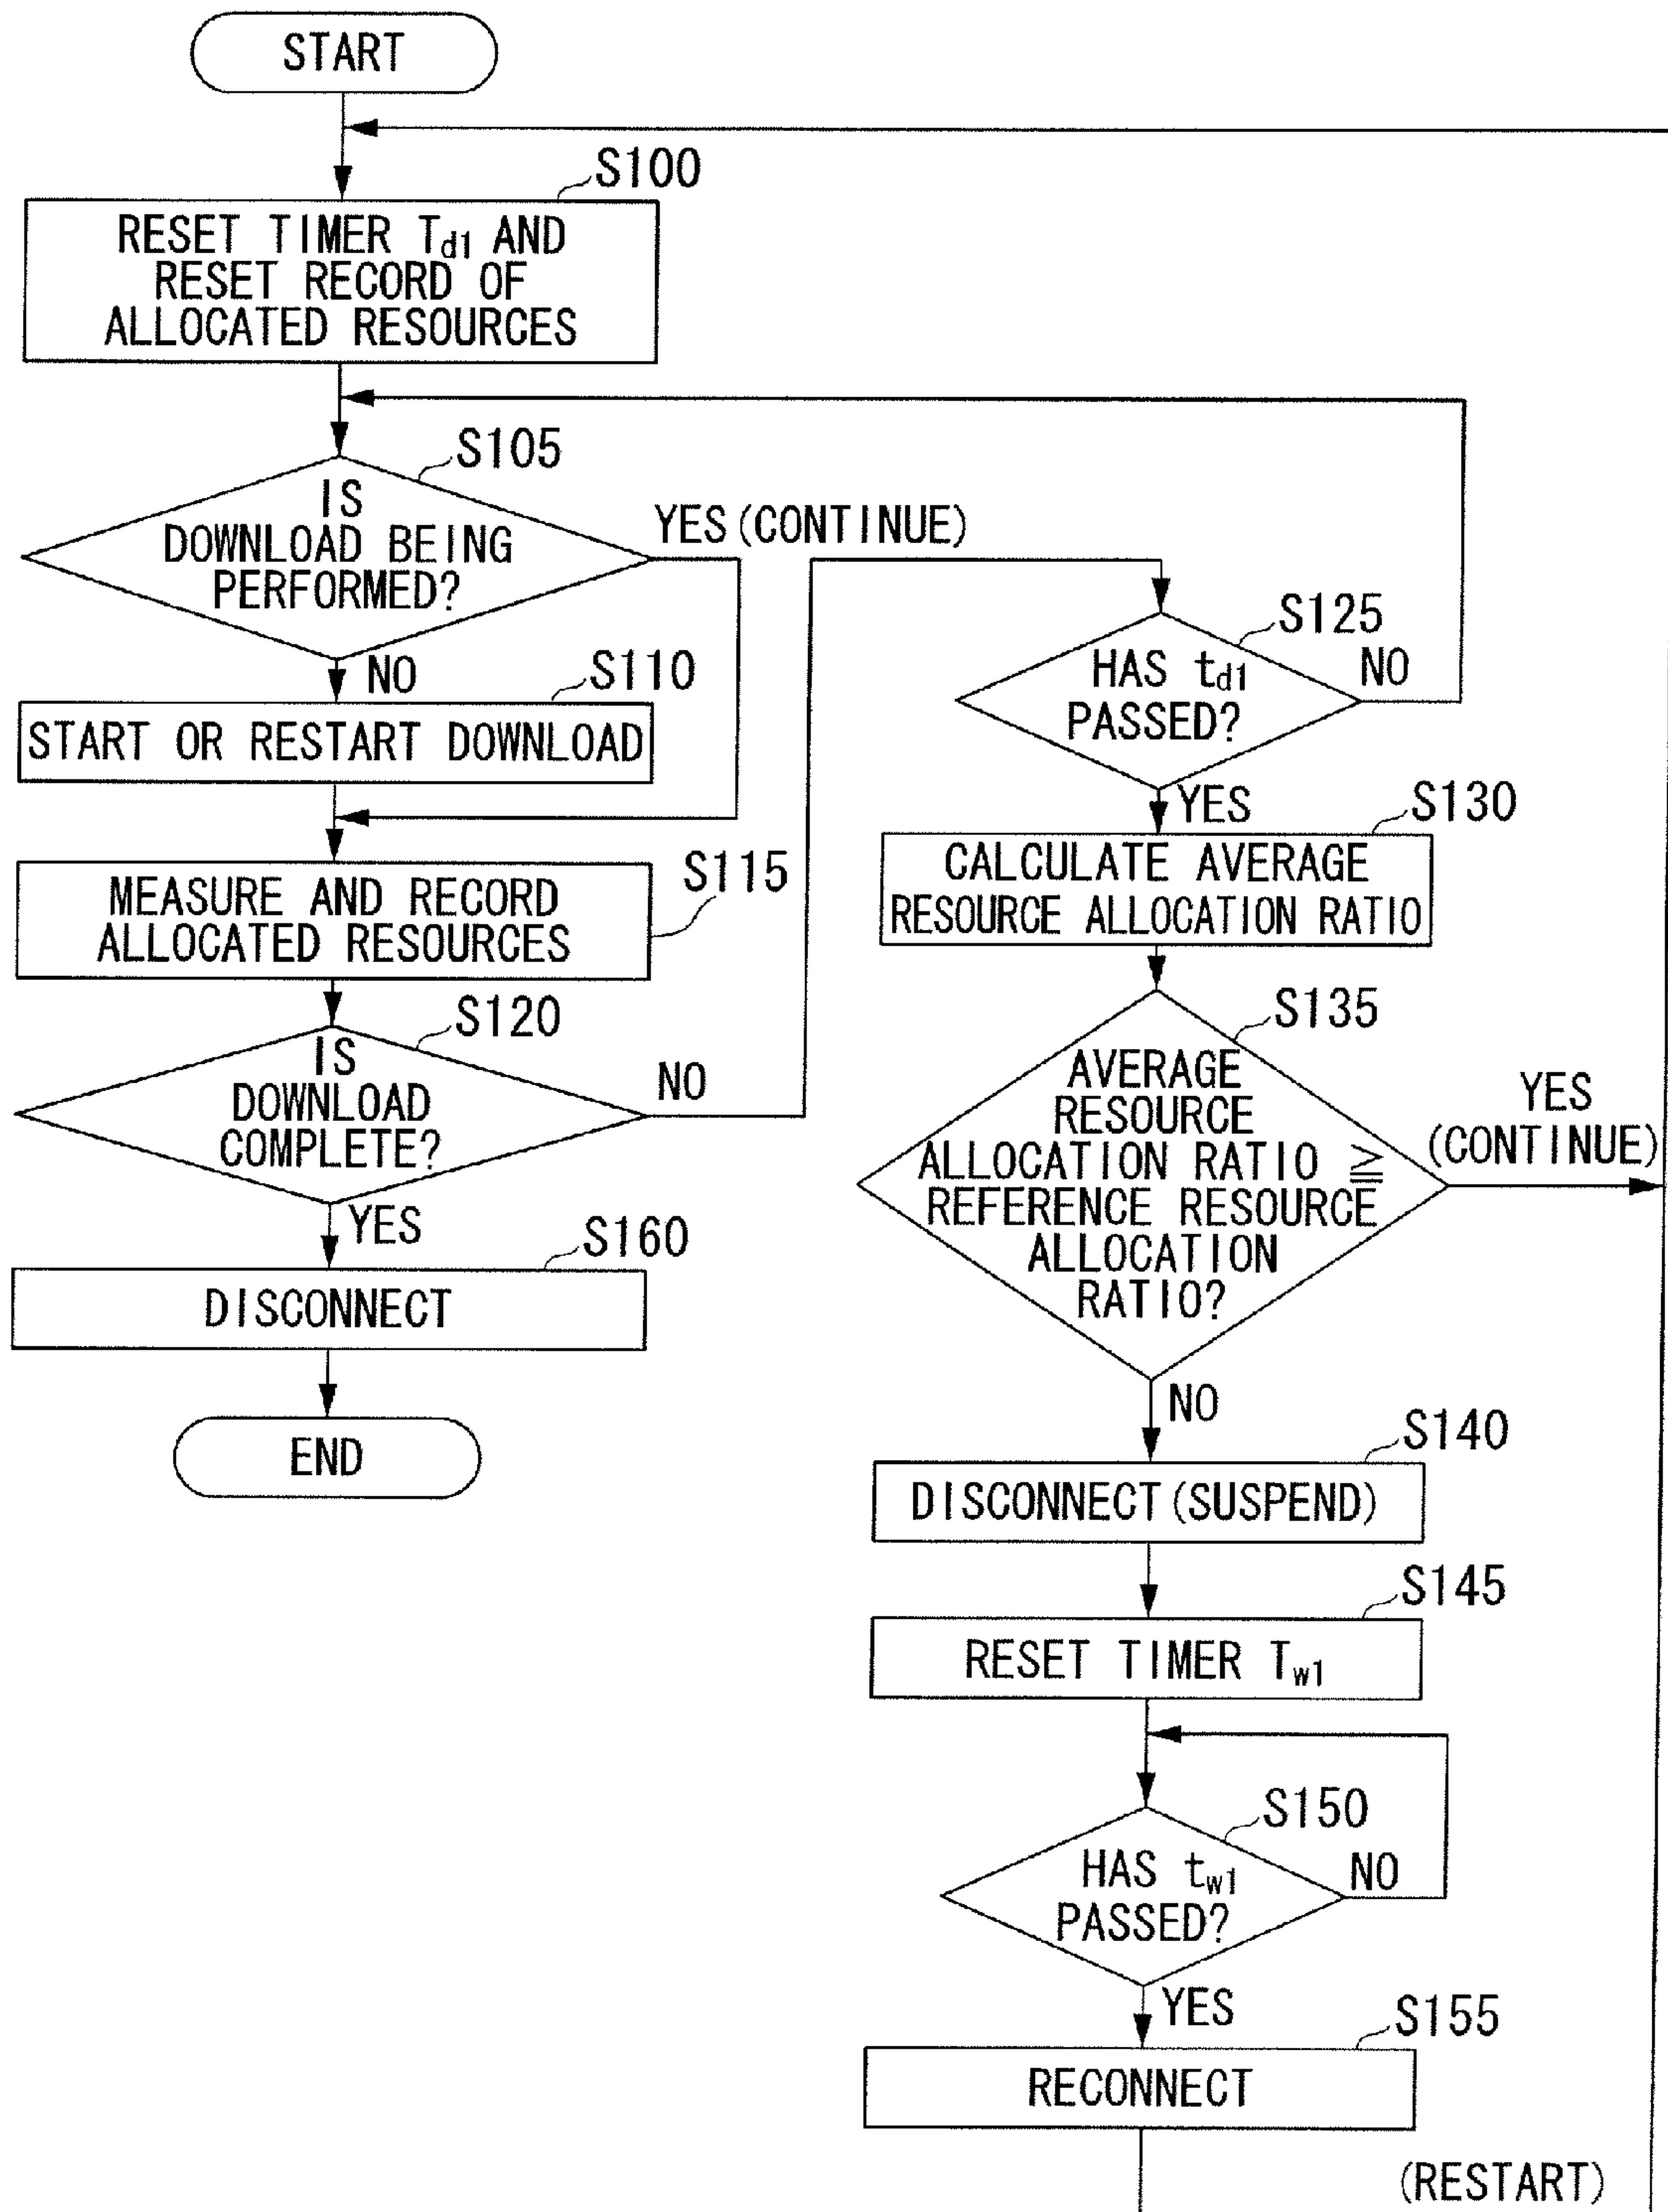 START
S100
RESET TIMER Td1 AND
RESET RECORD OF
ALLOCATED RESOURCES
S105
IS
DOWNLOAD BEING
PERFORMED?
YES (CONTINUE)
NO
S110
START OR RESTART DOWNLOAD
S115
MEASURE AND RECORD
ALLOCATED RESOURCES
S120
IS
DOWNLOAD
COMPLETE?
NO
YES
S160
DISCONNECT
END
S125
HAS td1
PASSED?
NO
YES
S130
CALCULATE AVERAGE
RESOURCE ALLOCATION RATIO
S135
AVERAGE
RESOURCE
ALLOCATION RATIO ≧
REFERENCE RESOURCE
ALLOCATION
RATIO?
YES
(CONTINUE)
NO
S140
DISCONNECT (SUSPEND)
S145
RESET TIMER Tw1
S150
HAS tw1
PASSED?
NO
YES
S155
RECONNECT
(RESTART)